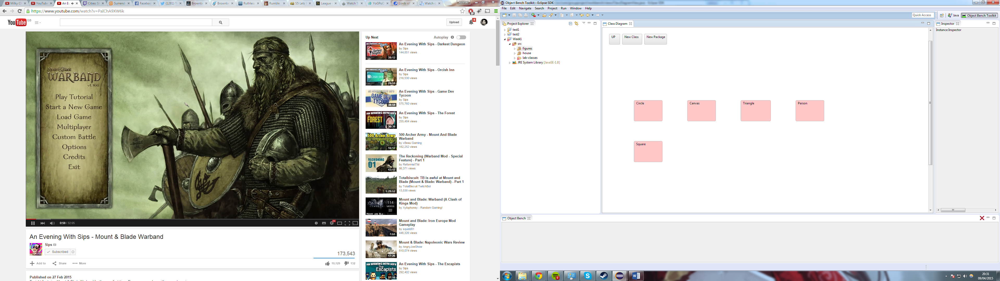 Milky C
YouTube
An E
Cities: S
Surrend
Faceboo
(1281) T
Brownb
Brownb
Ruthless
Rumble
S5 Lets
League
Watch T
YoGPoD
Lords of
Watch c
Ashhad
https://www.youtube.com/watch?v=PaIChA9XW6k
YouTube GB
Upload
4
Mount&Blade
WARBAND
v1.166
Play Tutorial
Start a New Game
Load Game
Multiplayer
Custom Battle
Options
Credits
Exit
0:59 / 32:05
HD
An Evening With Sips - Mount & Blade Warband
Sips
Subscribed
173,543
Add to
Share
More
10,129
132
Published on 27 Feb 2015
Up Next
Autoplay
An Evening With Sips - Darkest Dungeon
by Sips
144,851 views
39:12
An Evening With Sips - Orcish Inn
by Sips
216,530 views
29:59
An Evening With Sips - Game Dev
Tycoon
by Sips
575,760 views
38:59
An Evening With Sips - The Forest
by Sips
255,484 views
36:38
500 Archer Army - Mount And Blade
Warband
by xBeau Gaming
182,252 views
16:17
The Reckoning (Warband Mod - Special
Feature) - Part 1
by ReformistTM
86,371 views
43:17
Totalbiscuit: TB is awful at Mount and
Blade (Mount & Blade: Warband) - Part 1
by TotalBiscuit TwitchBot
13,538 views
1:29:52
Mount and Blade: Warband (A Clash of
Kings Mod)
by Xylophoney - Random Gaming!
114
VIDEOS
Mount and Blade: Iron Europe Mod
Gameplay
by squidd81
446,326 views
7:51
Mount & Blade: Napoleonic Wars Review
by AngryJoeShow
810,074 views
17:26
An Evening With Sips - The Escapists
by Sips
292,402 views
27:10
Object Bench Toolkit - Eclipse SDK
File Edit Navigate Search Project Run Window Help
Quick Access
Java
Object Bench Toolkit
Project Explorer
test1
test2
Week1
src
figures
house
lab-classes
JRE System Library [JavaSE-1.8]
Class Diagram
UP
New Class
New Package
Circle
Canvas
Triangle
Person
Square
Inspector
Instance Inspector
Object Bench
20:31
09/04/2015